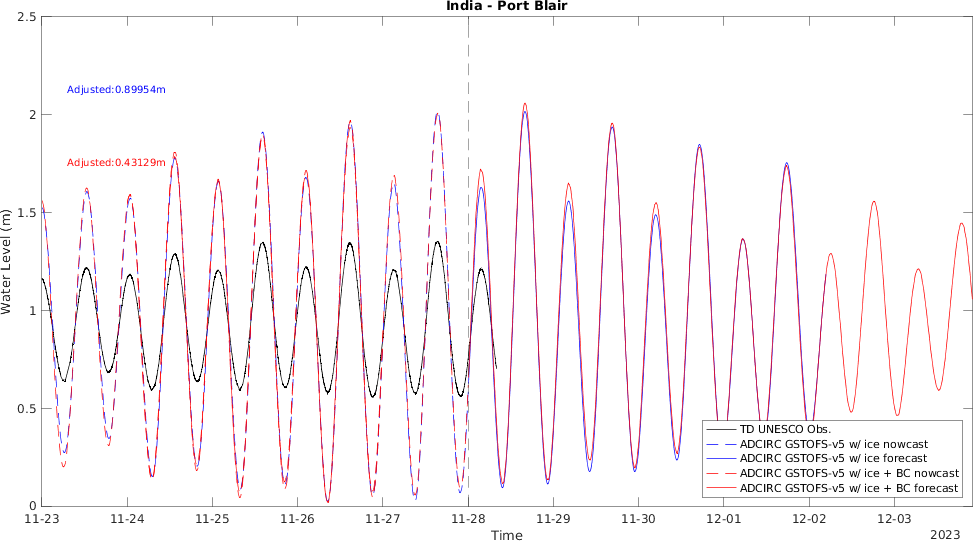 India - Port Blair
2.5
2
1.5
1
0.5
0
Water Level (m)
Adjusted:0.89954m
Adjusted:0.43129m
TD UNESCO Obs.
ADCIRC GSTOFS-v5 w/ ice nowcast
ADCIRC GSTOFS-v5 w/ ice forecast
ADCIRC GSTOFS-v5 w/ ice + BC nowcast
ADCIRC GSTOFS-v5 w/ ice + BC forecast
11-23 11-24 11-25 11-26 11-27 11-28 11-29 11-30 12-01 12-02 12-03
Time
2023